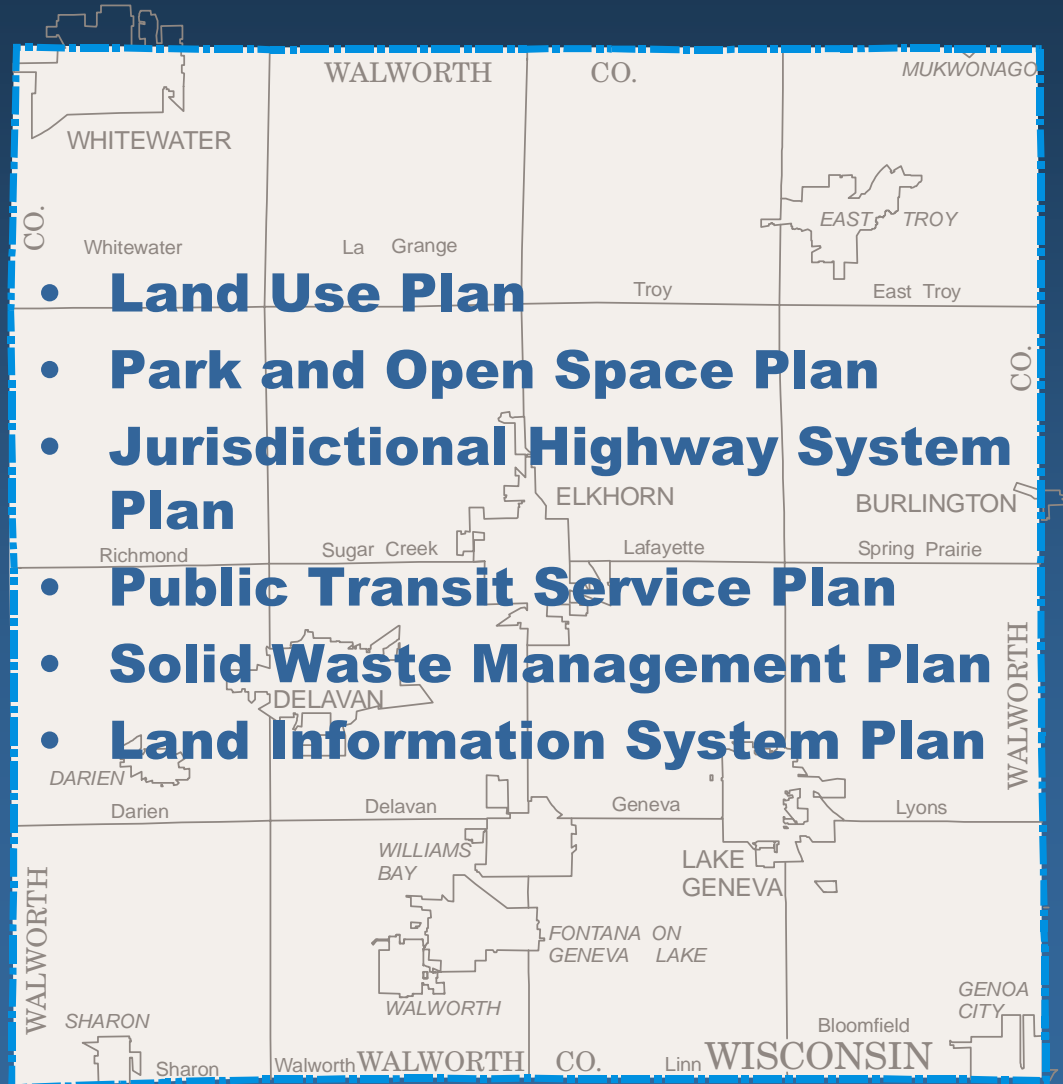 WALWORTH CO.
MUKWONAGO
WHITEWATER
EAST TROY
CO.
Whitewater
La Grange
Troy
East Troy
• Land Use Plan
• Park and Open Space Plan
CO.
• Jurisdictional Highway System
Plan
ELKHORN
BURLINGTON
Richmond
Sugar Creek
Lafayette
Spring Prairie
• Public Transit Service Plan
• Solid Waste Management Plan
DELAVAN
WALWORTH
• Land Information System Plan
DARIEN
Darien
Delavan
Geneva
Lyons
WILLIAMS
BAY
LAKE
GENEVA
WALWORTH
FONTANA ON
GENEVA LAKE
WALWORTH
GENOA
CITY
SHARON
Bloomfield
Sharon
Walworth
WALWORTH CO.
Linn
WISCONSIN